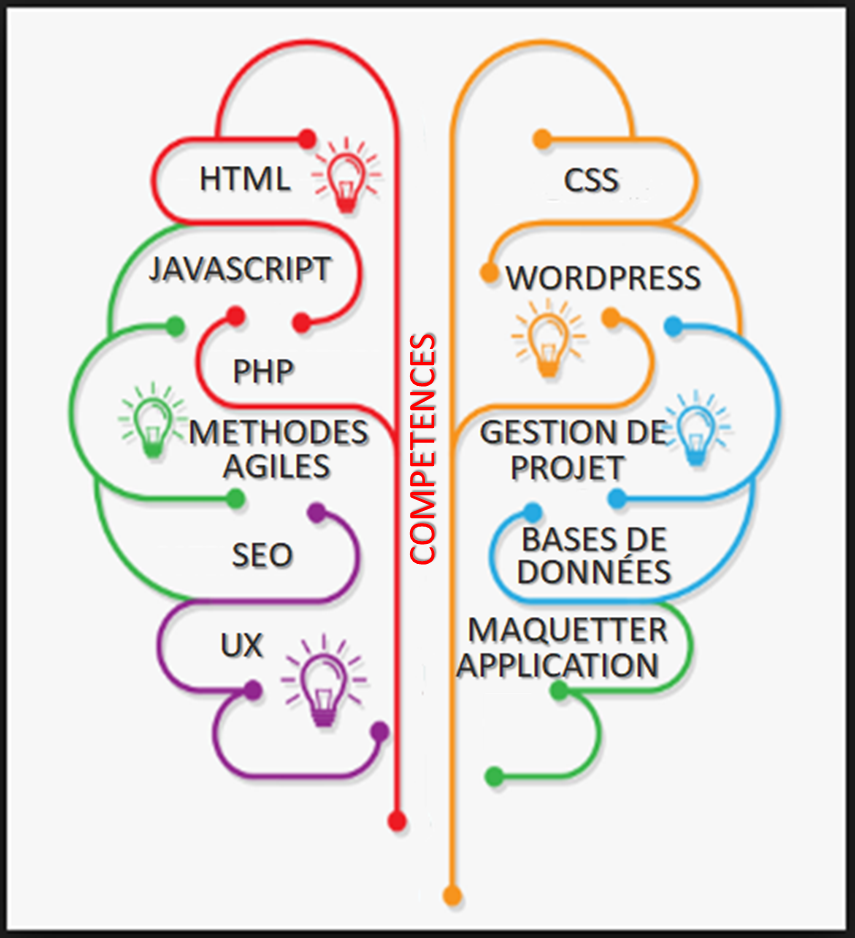 HTML
JAVASCRIPT
PHP
METHODES
AGILES
SEO
UX
COMPETENCES
CSS
WORDPRESS
GESTION DE
PROJET
BASES DE
DONNÉES
MAQUETTER
APPLICATION